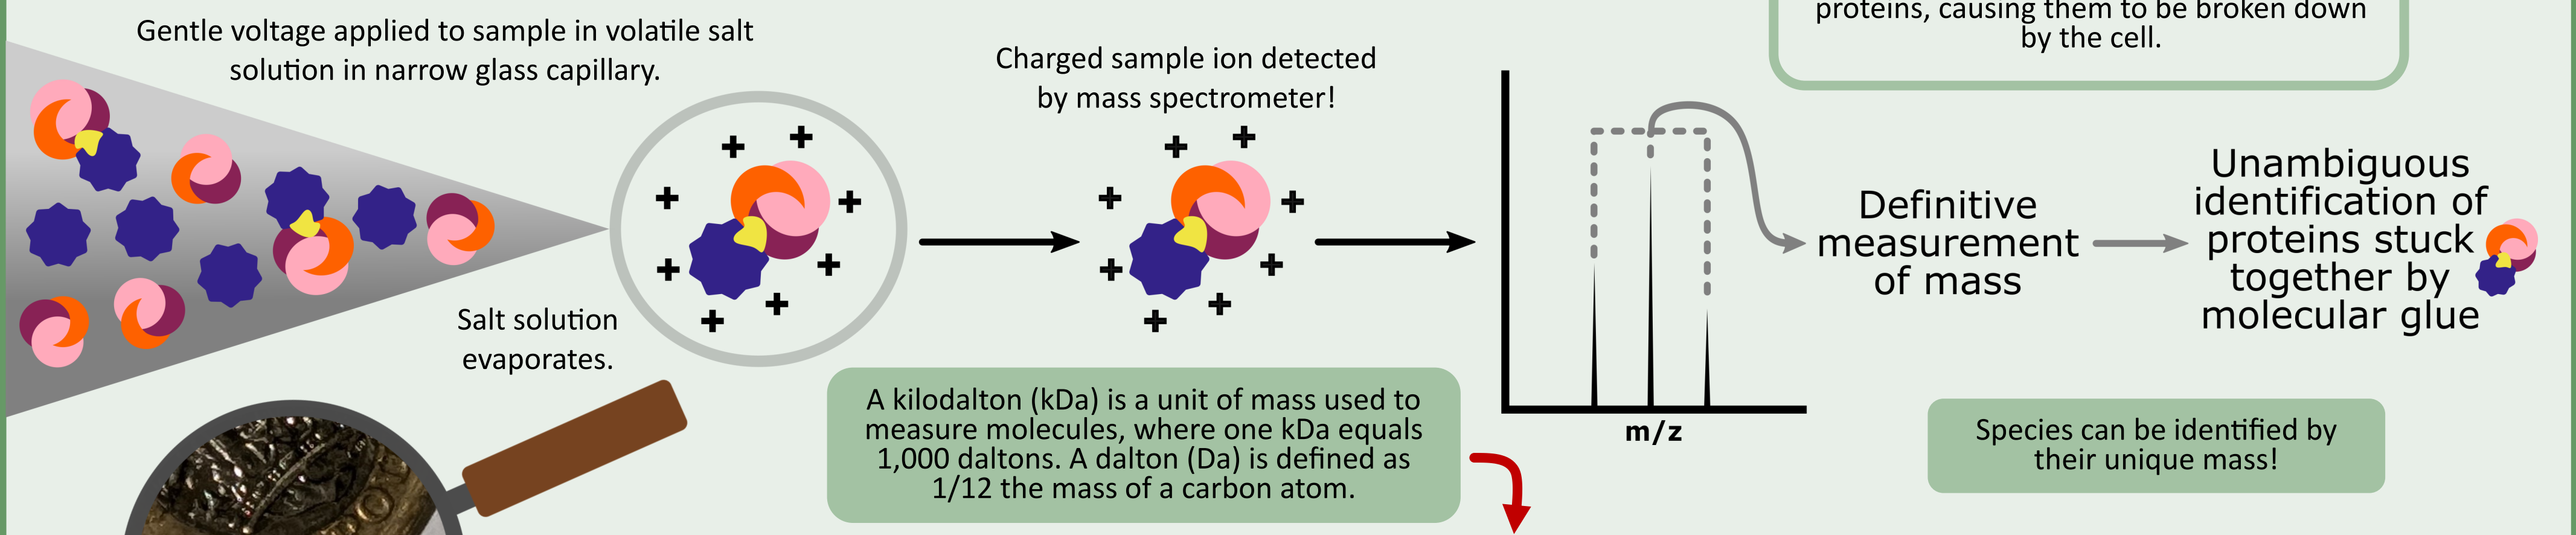 proteins, causing them to be broken down
by the cell.
Gentle voltage applied to sample in volatile salt
solution in narrow glass capillary.
Charged sample ion detected
by mass spectrometer!
Salt solution
evaporates.
m/z
Definitive
measurement
of mass
Unambiguous
identification of
proteins stuck
together by
molecular glue
A kilodalton (kDa) is a unit of mass used to
measure molecules, where one kDa equals
1,000 daltons. A dalton (Da) is defined as
1/12 the mass of a carbon atom.
Species can be identified by
their unique mass!